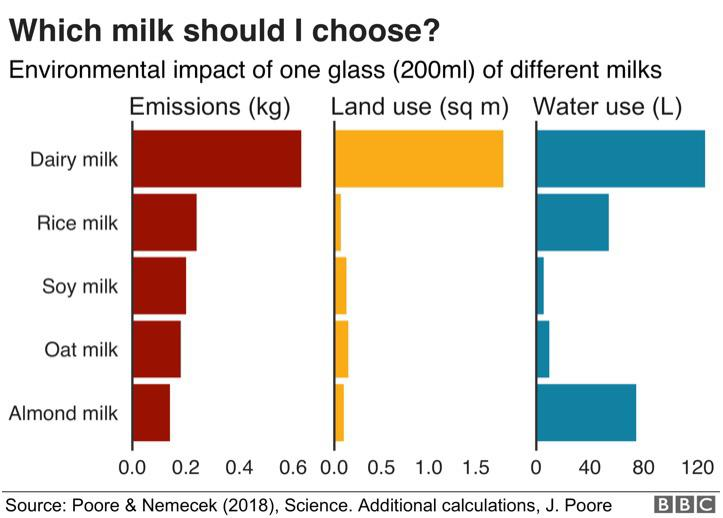 Which milk should I choose?
Environmental impact of one glass (200ml) of different milks
Emissions (kg) Land use (sq m) Water use (L)
Dairy milk
Rice milk
Soy milk
Oat milk
Almond milk
0.0 0.2 0.4 0.6 0.0 0.5 1.0 1.5 0 40 80 120
Source: Poore & Nemecek (2018), Science. Additional calculations, J. Poore BBC